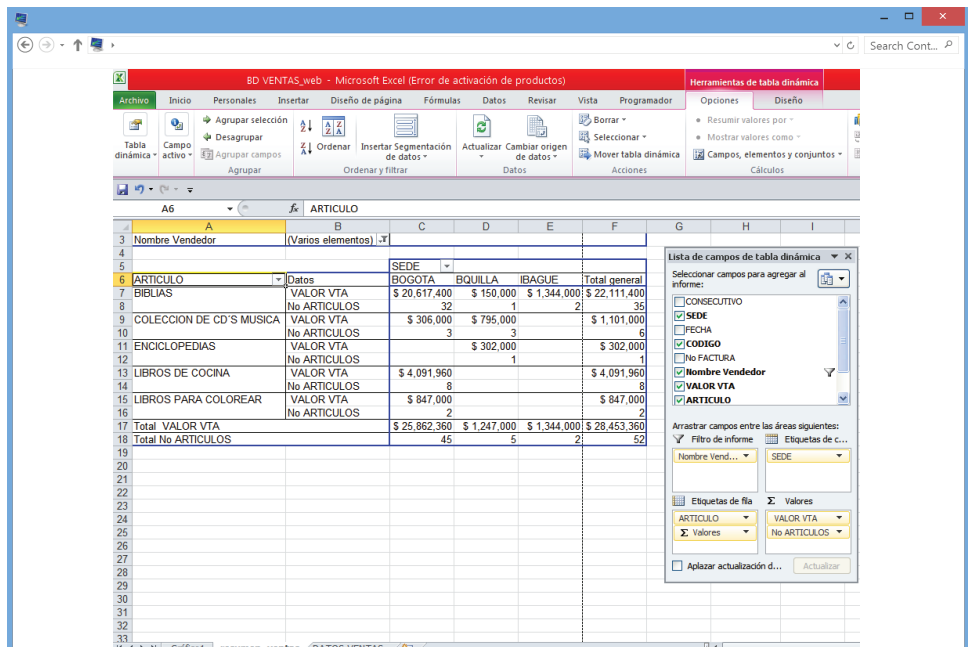 Search Cont...
BD VENTAS_web - Microsoft Excel (Error de activación de productos)
Herramientas de tabla dinámica
Archivo Inicio Personales Insertar Diseño de página Fórmulas Datos Revisar Vista Programador Opciones Diseño
Tabla dinámica
Campo activo
Agrupar selección
Desagrupar
Agrupar campos
Agrupar
Ordenar
Insertar Segmentación de datos
Ordenar y filtrar
Actualizar
Cambiar origen de datos
Datos
Borrar
Seleccionar
Mover tabla dinámica
Acciones
Resumir valores por
Mostrar valores como
Campos, elementos y conjuntos
Cálculos
A6 fx ARTICULO
A B C D E F G H I
3 Nombre Vendedor (Varios elementos)
4
5 SEDE
6 ARTICULO Datos BOGOTA BQUILLA IBAGUE Total general
7 BIBLIAS VALOR VTA $ 20,617,400 $ 150,000 $ 1,344,000 $ 22,111,400
8 No ARTICULOS 32 1 2 35
9 COLECCION DE CD´S MUSICA VALOR VTA $ 306,000 $ 795,000 $ 1,101,000
10 No ARTICULOS 3 3 6
11 ENCICLOPEDIAS VALOR VTA $ 302,000 $ 302,000
12 No ARTICULOS 1 1
13 LIBROS DE COCINA VALOR VTA $ 4,091,960 $ 4,091,960
14 No ARTICULOS 8 8
15 LIBROS PARA COLOREAR VALOR VTA $ 847,000 $ 847,000
16 No ARTICULOS 2 2
17 Total VALOR VTA $ 25,862,360 $ 1,247,000 $ 1,344,000 $ 28,453,360
18 Total No ARTICULOS 45 5 2 52
19
20
21
22
23
24
25
26
27
28
29
30
31
32
33
Lista de campos de tabla dinámica
Seleccionar campos para agregar al
informe:
CONSECUTIVO
SEDE
FECHA
CODIGO
No FACTURA
Nombre Vendedor
VALOR VTA
ARTICULO
Arrastrar campos entre las áreas siguientes:
Filtro de informe Etiquetas de c...
Nombre Vend... SEDE
Etiquetas de fila Σ Valores
ARTICULO VALOR VTA
Σ Valores No ARTICULOS
Aplazar actualización d... Actualizar